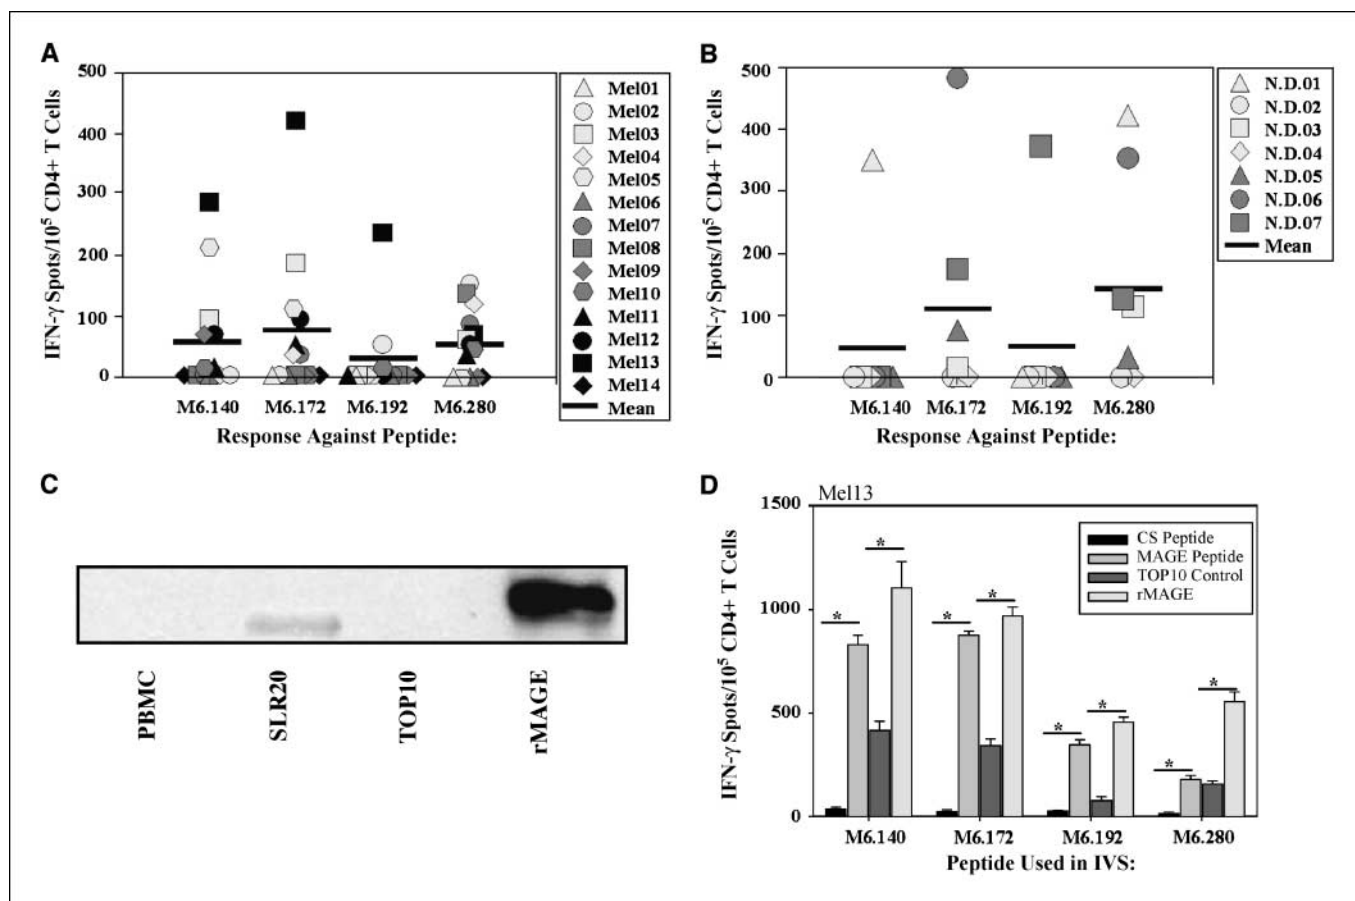 A
IFN-γ Spots/10⁵ CD4+ T Cells
500
400
300
200
100
0
M6.140 M6.172 M6.192 M6.280
Response Against Peptide:
Mel01
Mel02
Mel03
Mel04
Mel05
Mel06
Mel07
Mel08
Mel09
Mel10
Mel11
Mel12
Mel13
Mel14
Mean
B
IFN-γ Spots/10⁵ CD4+ T Cells
500
400
300
200
100
0
M6.140 M6.172 M6.192 M6.280
Response Against Peptide:
N.D.01
N.D.02
N.D.03
N.D.04
N.D.05
N.D.06
N.D.07
Mean
C
PBMC
SLR20
TOP10
rMAGE
D
Mel13
IFN-γ Spots/10⁵ CD4+ T Cells
1500
1000
500
0
CS Peptide
MAGE Peptide
TOP10 Control
rMAGE
* *
* *
* *
* *
M6.140 M6.172 M6.192 M6.280
Peptide Used in IVS: